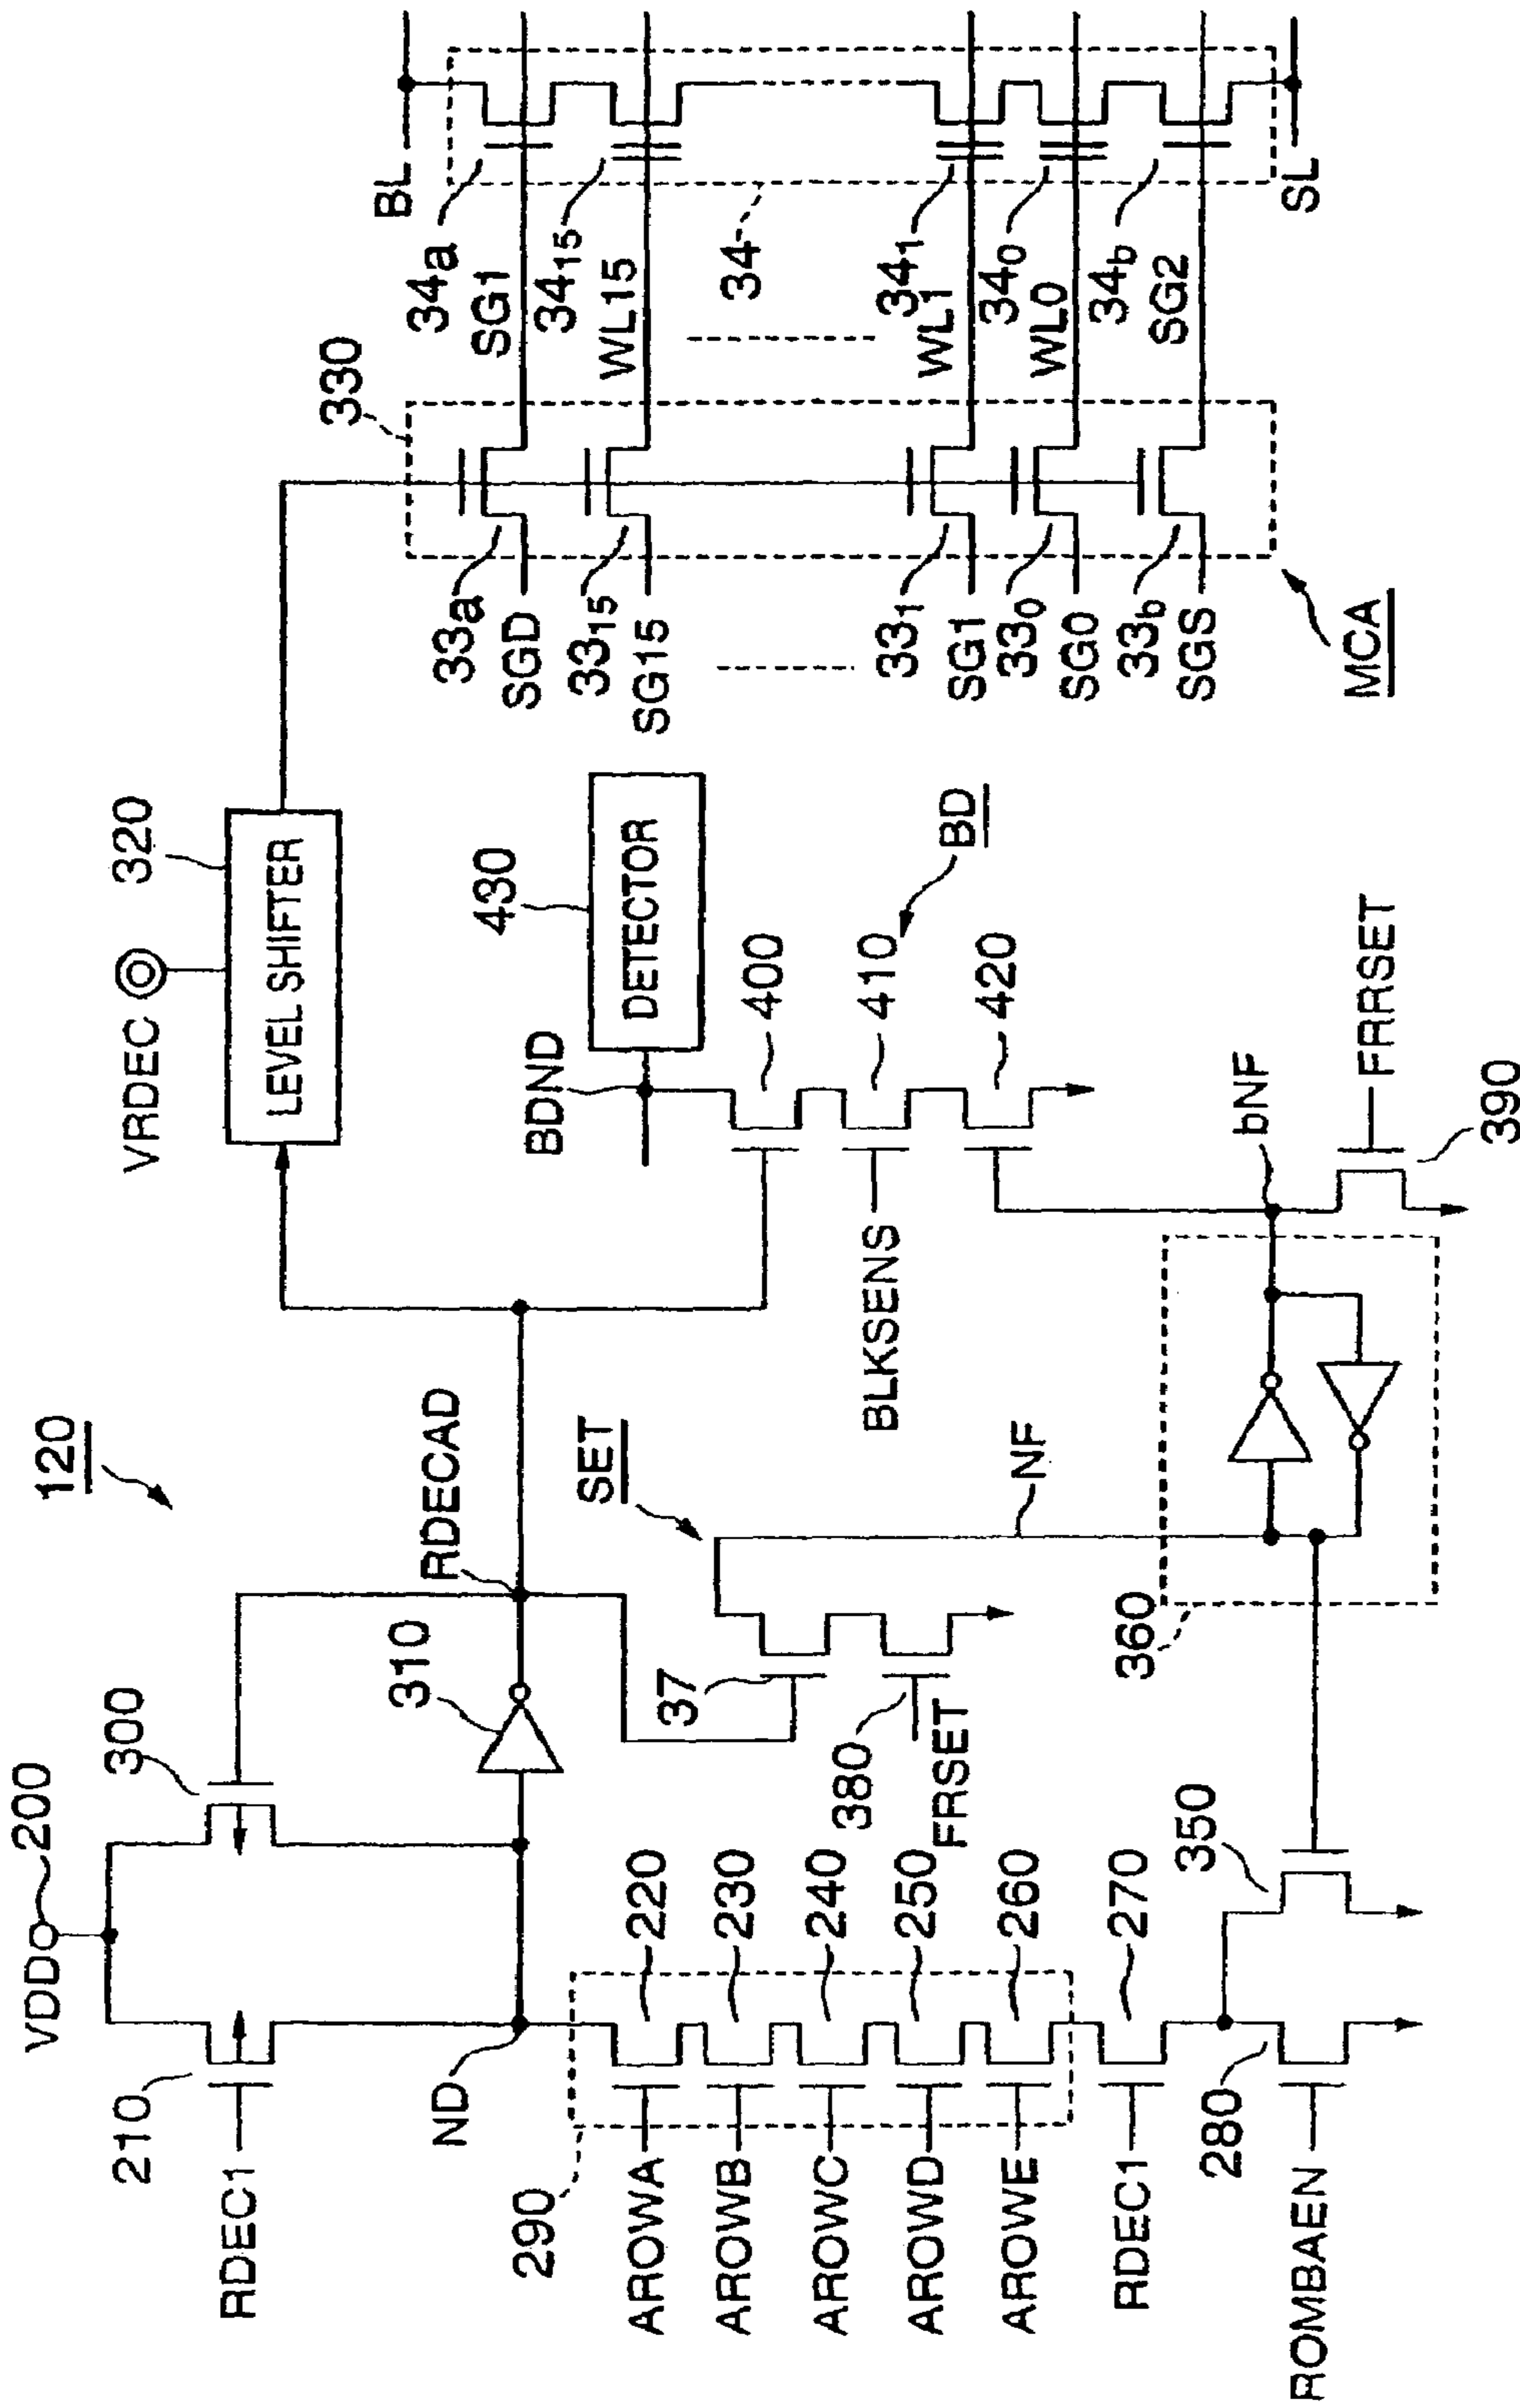 120
VDD
200
210
300
RDEC1
ND
310
RDECAD
VRDEC
320
LEVEL SHIFTER
330
BL
34a
SG1
3415
WL15
34
341
WL1
340
WL0
34b
SG2
SL
33a
SGD
3315
SG15
331
SG1
330
SG0
33b
SGS
MCA
430
DETECTOR
BDND
400
410
BD
420
BLKSENS
SET
37
380
FRSET
NF
bNF
FRRSET
390
360
350
290
AROWA
220
AROWB
230
AROWC
240
AROWD
250
AROWE
260
RDEC1
270
280
ROMBAEN